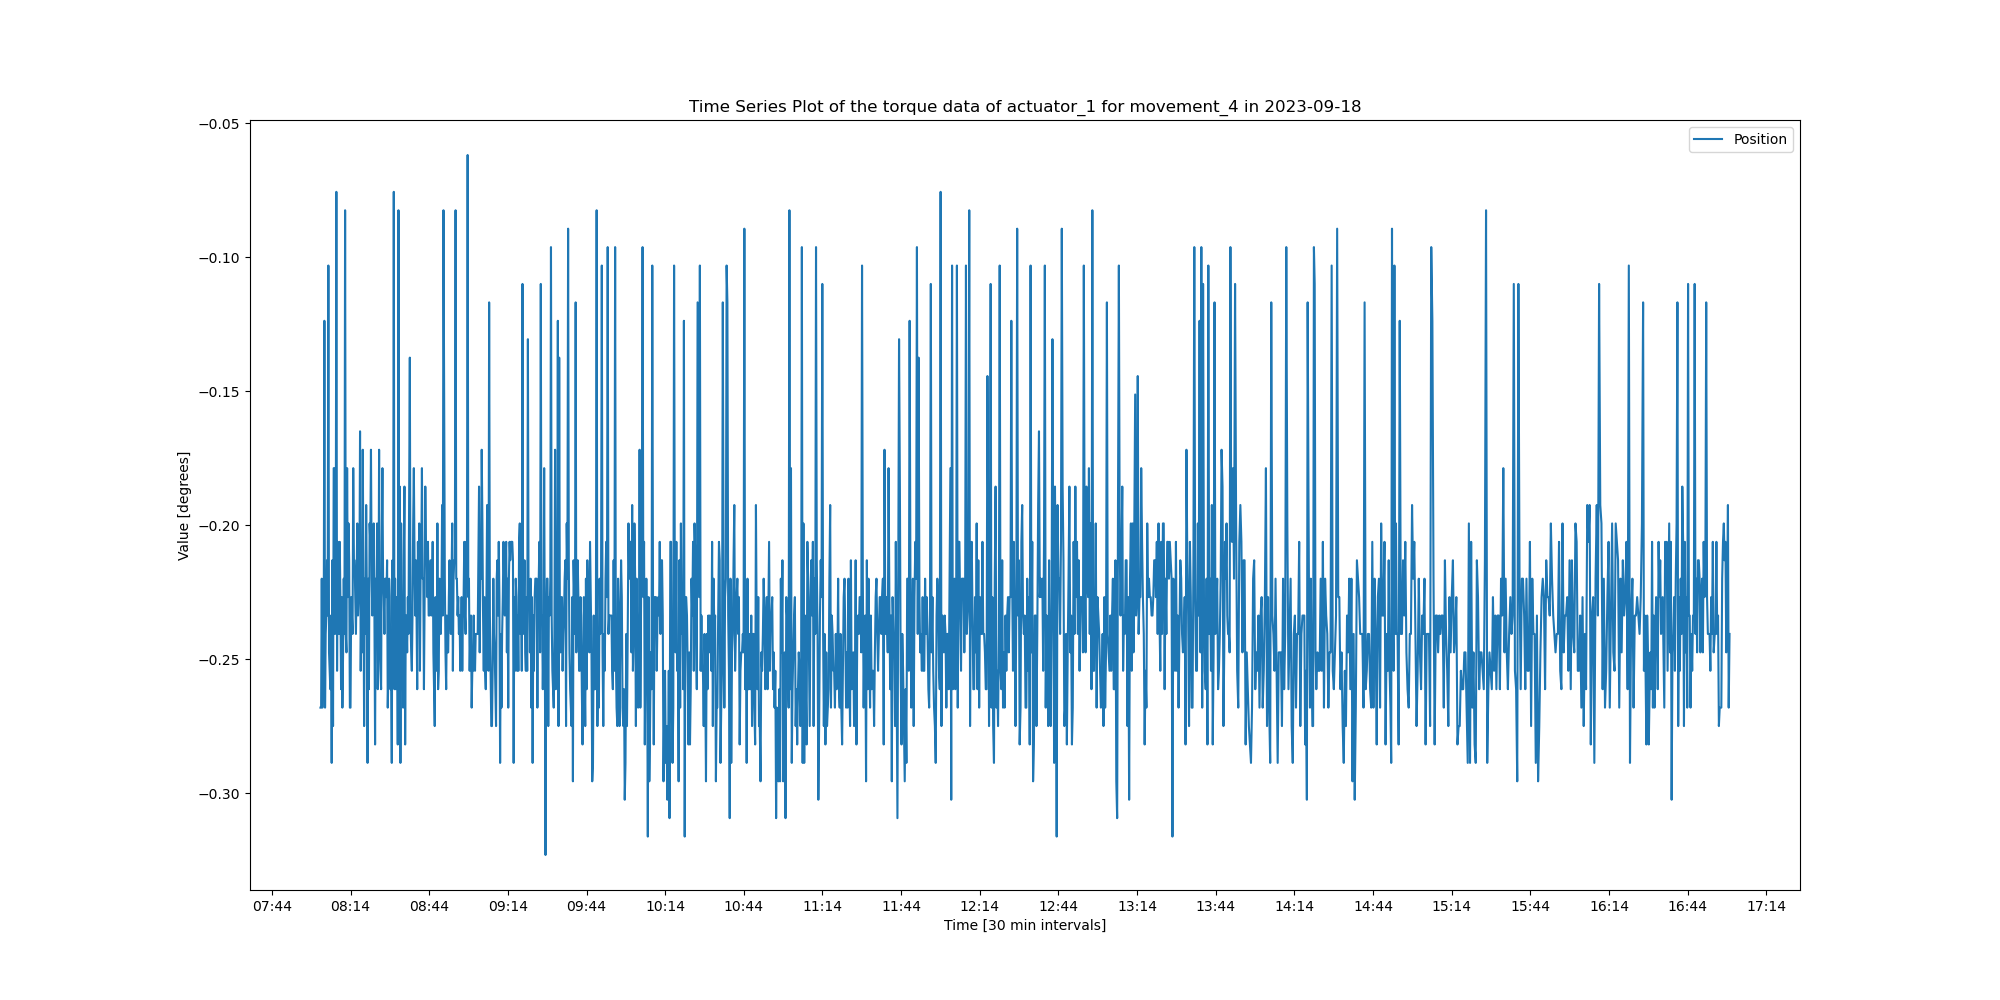 Time Series Plot of the torque data of actuator_1 for movement_4 in 2023-09-18
Position
−0.05
−0.10
−0.15
−0.20
−0.25
−0.30
Value [degrees]
07:44 08:14 08:44 09:14 09:44 10:14 10:44 11:14 11:44 12:14 12:44 13:14 13:44 14:14 14:44 15:14 15:44 16:14 16:44 17:14
Time [30 min intervals]